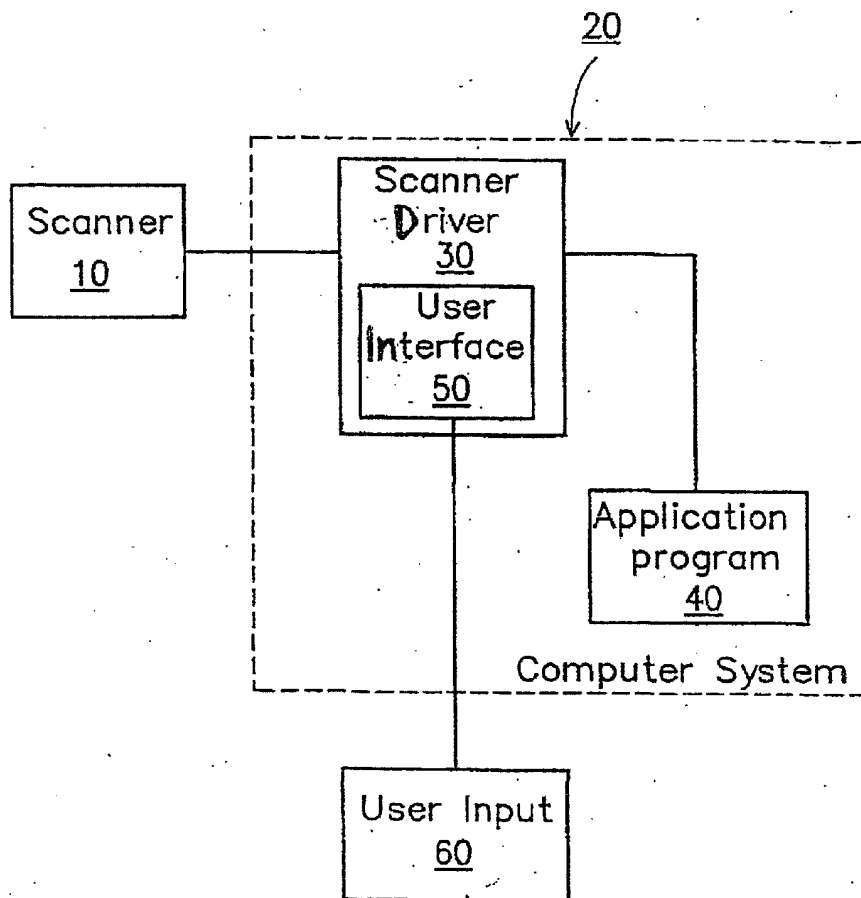 20
Scanner
10
Scanner
Driver
30
User
Interface
50
Application
program
40
Computer System
User Input
60